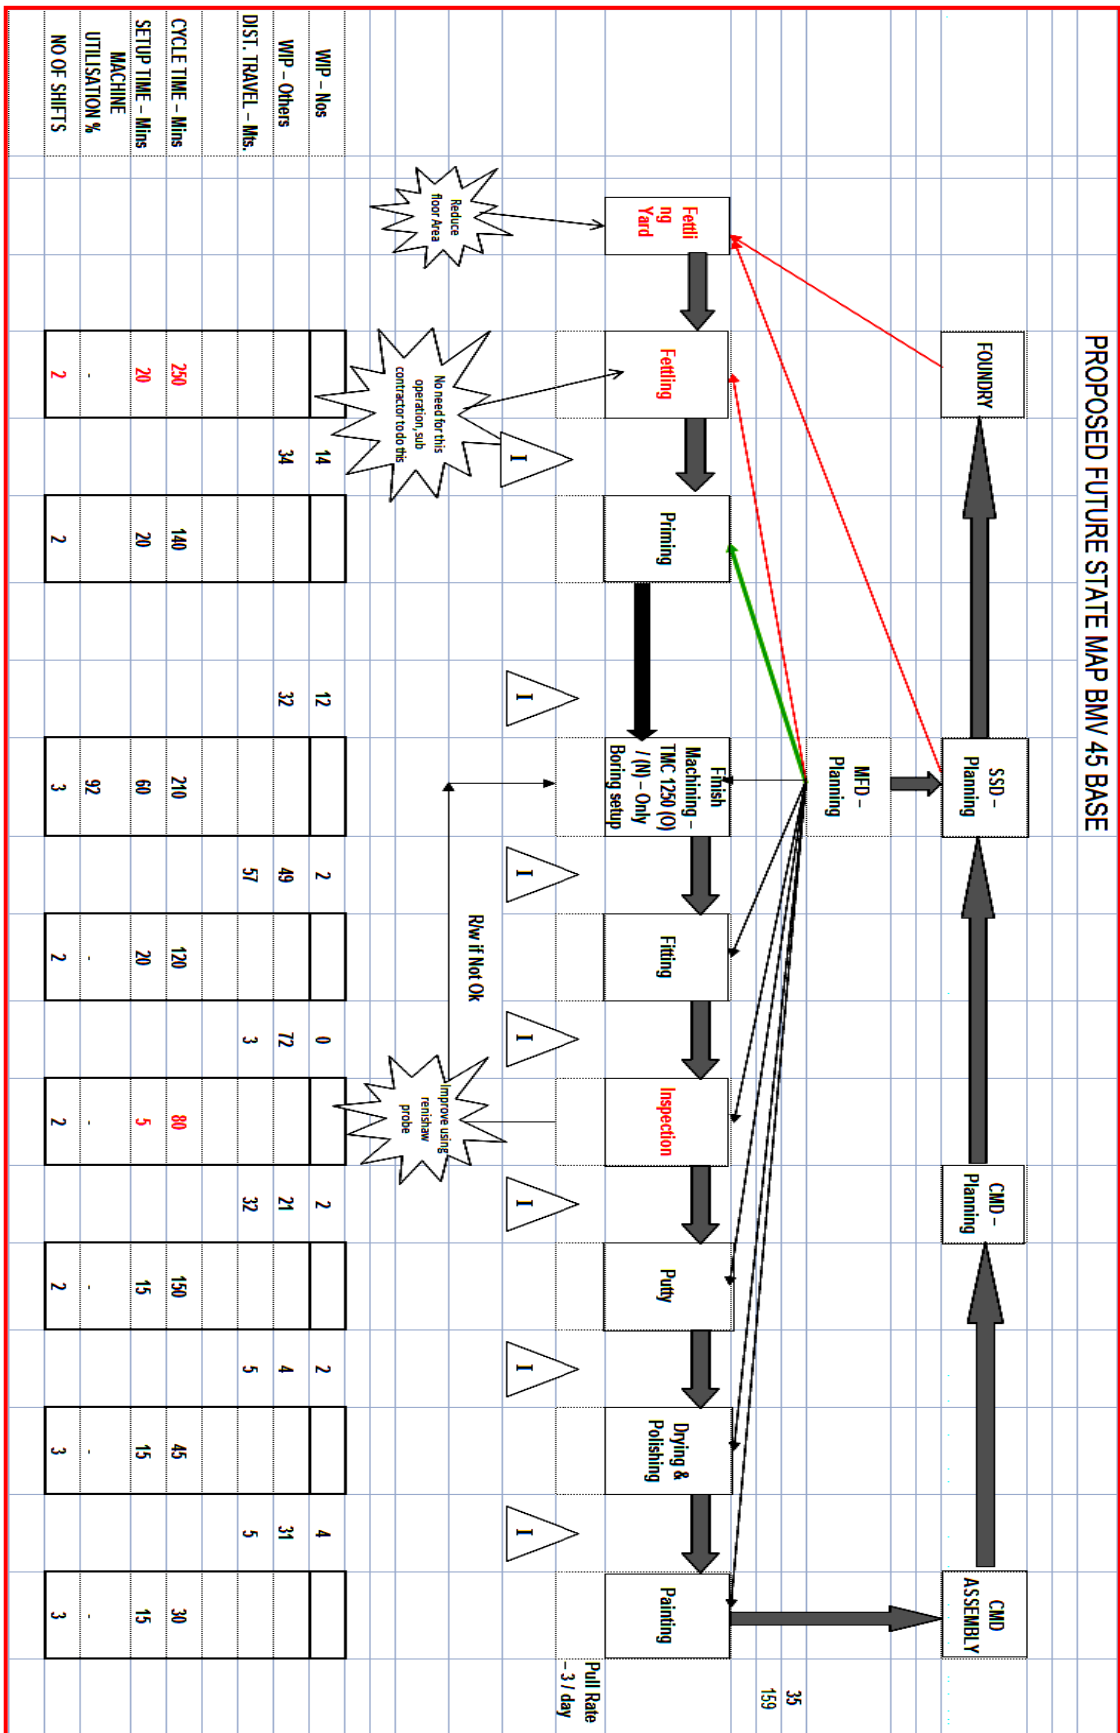 PROPOSED FUTURE STATE MAP BMV 45 BASE
FOUNDRY
SSD –
Planning
CMD –
Planning
CMD
ASSEMBLY
MFD –
Planning
35
159
Fettli
ng
Yard
Fettling
Priming
Finish
Machining –
TMC 1250 (O)
/ (N) – Only
Boring setup
Fitting
Inspection
Putty
Drying &
Polishing
Painting
Pull Rate
– 3 / day
I
I
I
I
I
I
I
R/w if Not Ok
Reduce
floor Area
No need for this
operation, sub
contractor to do this
Improve using
renishaw
probe
WIP – Nos
14
12
2
0
2
2
4
WIP – Others
34
32
49
72
21
4
31
DIST. TRAVEL – Mts.
57
3
32
5
5
CYCLE TIME – Mins
250
140
210
120
80
150
45
30
SETUP TIME – Mins
20
20
60
20
5
15
15
15
MACHINE
UTILISATION %
-
92
-
-
-
-
-
NO OF SHIFTS
2
2
3
2
2
2
3
3